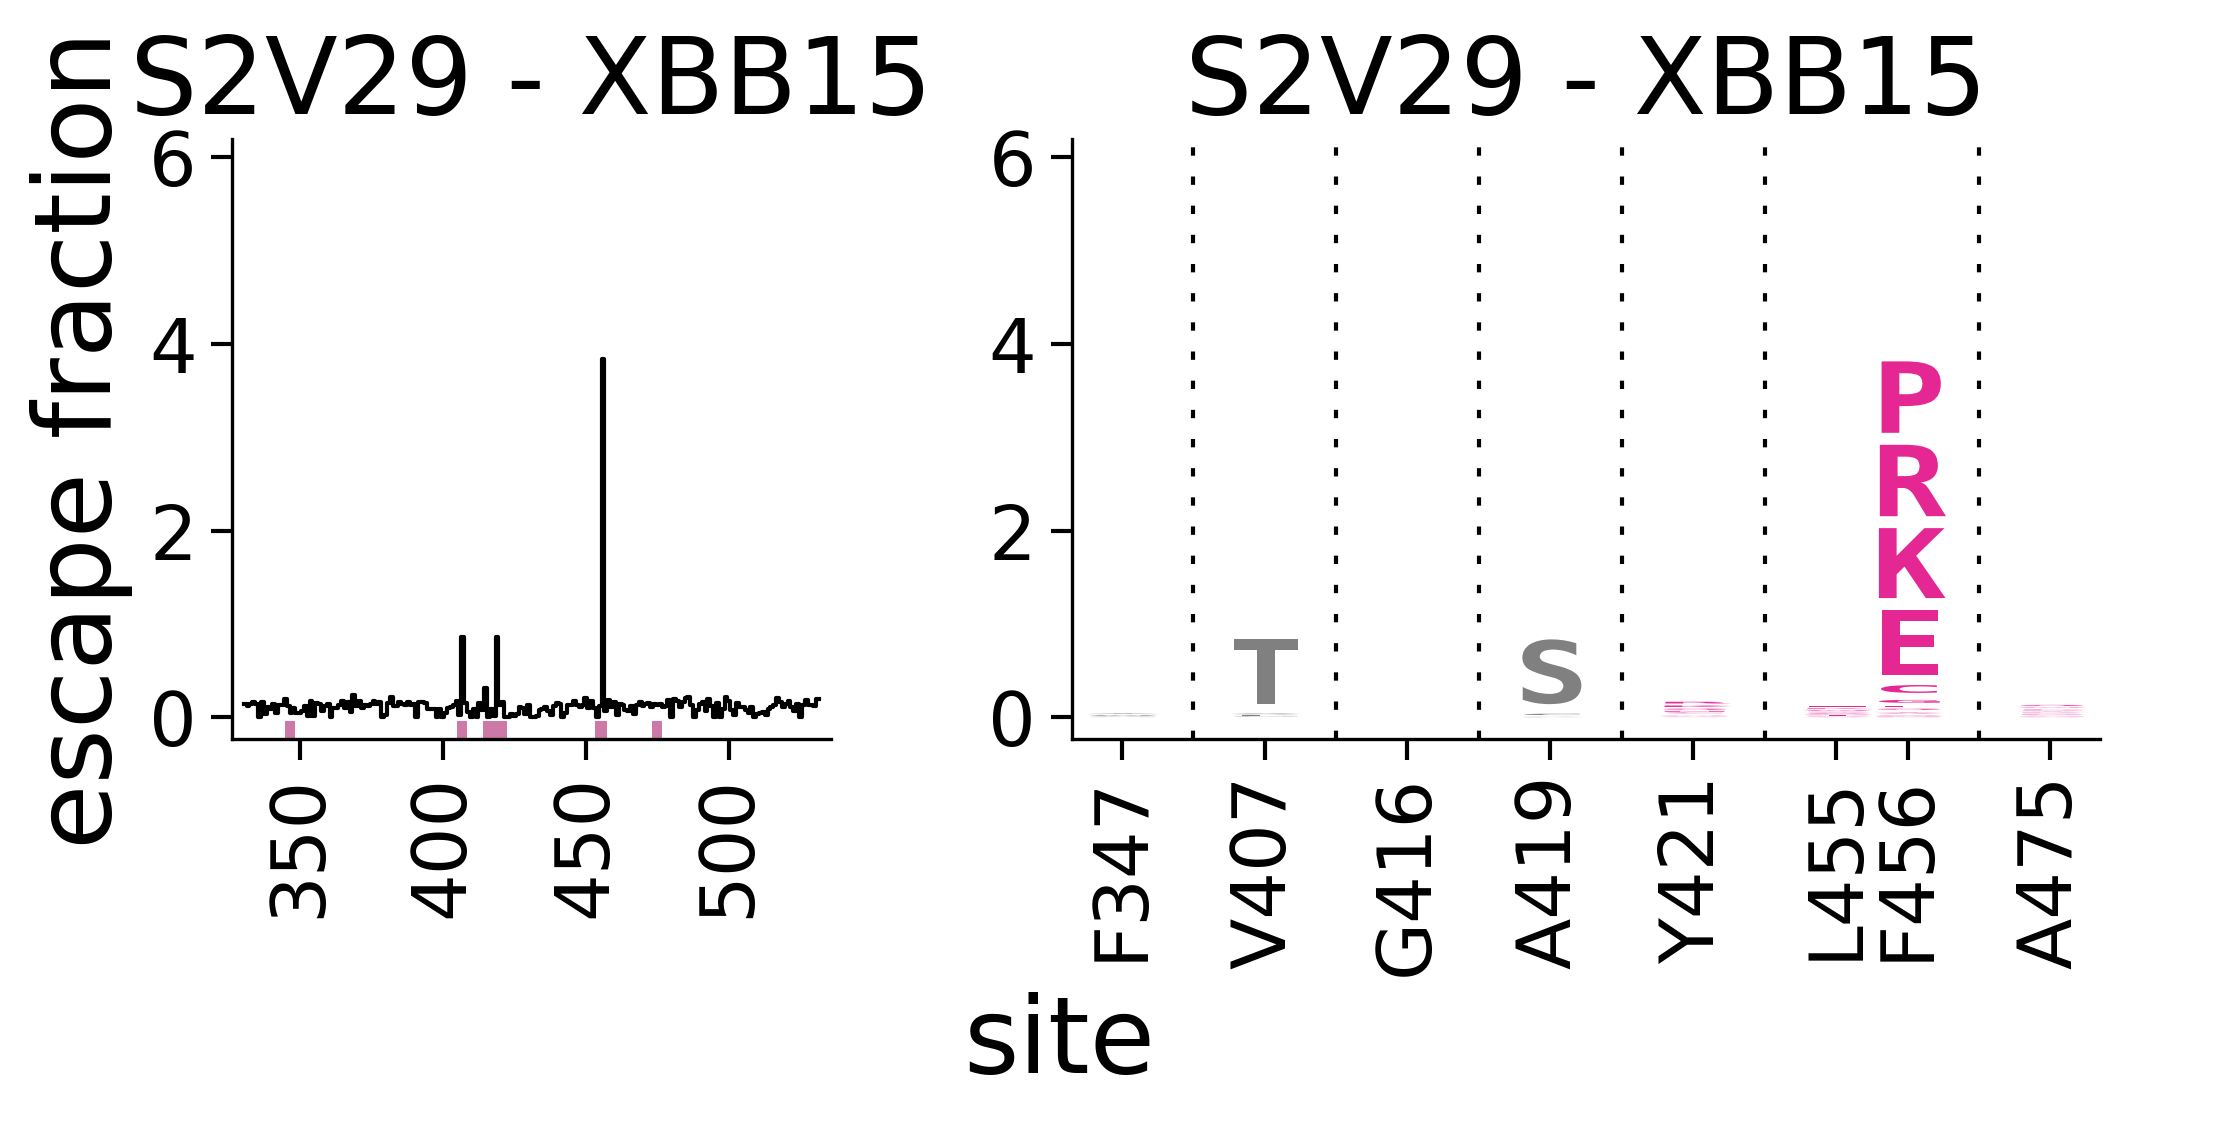 S2V29 - XBB15
S2V29 - XBB15
escape fraction
6
4
2
0
350
400
450
500
6
4
2
0
T
S
P
R
K
E
F347
V407
G416
A419
Y421
L455
F456
A475
site